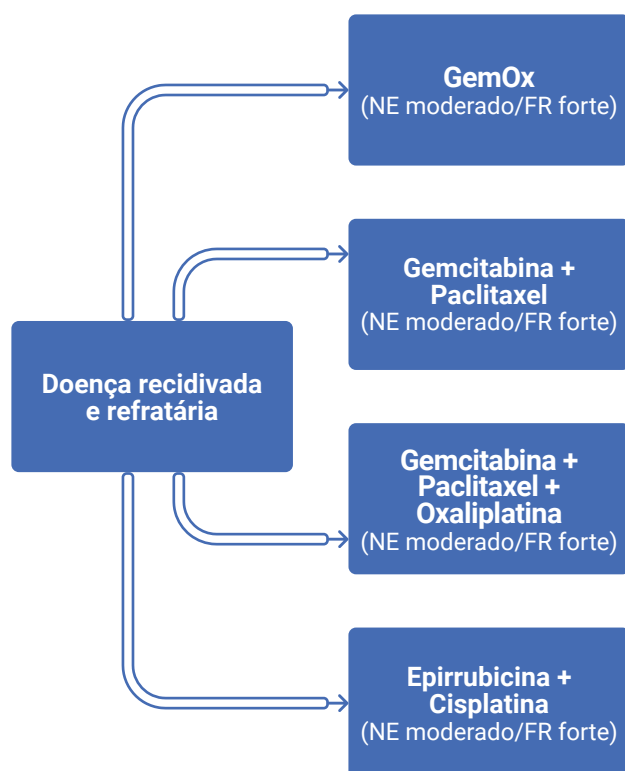 GemOx
(NE moderado/FR forte)
Gemcitabina +
Paclitaxel
(NE moderado/FR forte)
Doença recidivada
e refratária
Gemcitabina +
Paclitaxel +
Oxaliplatina
(NE moderado/FR forte)
Epirrubicina +
Cisplatina
(NE moderado/FR forte)